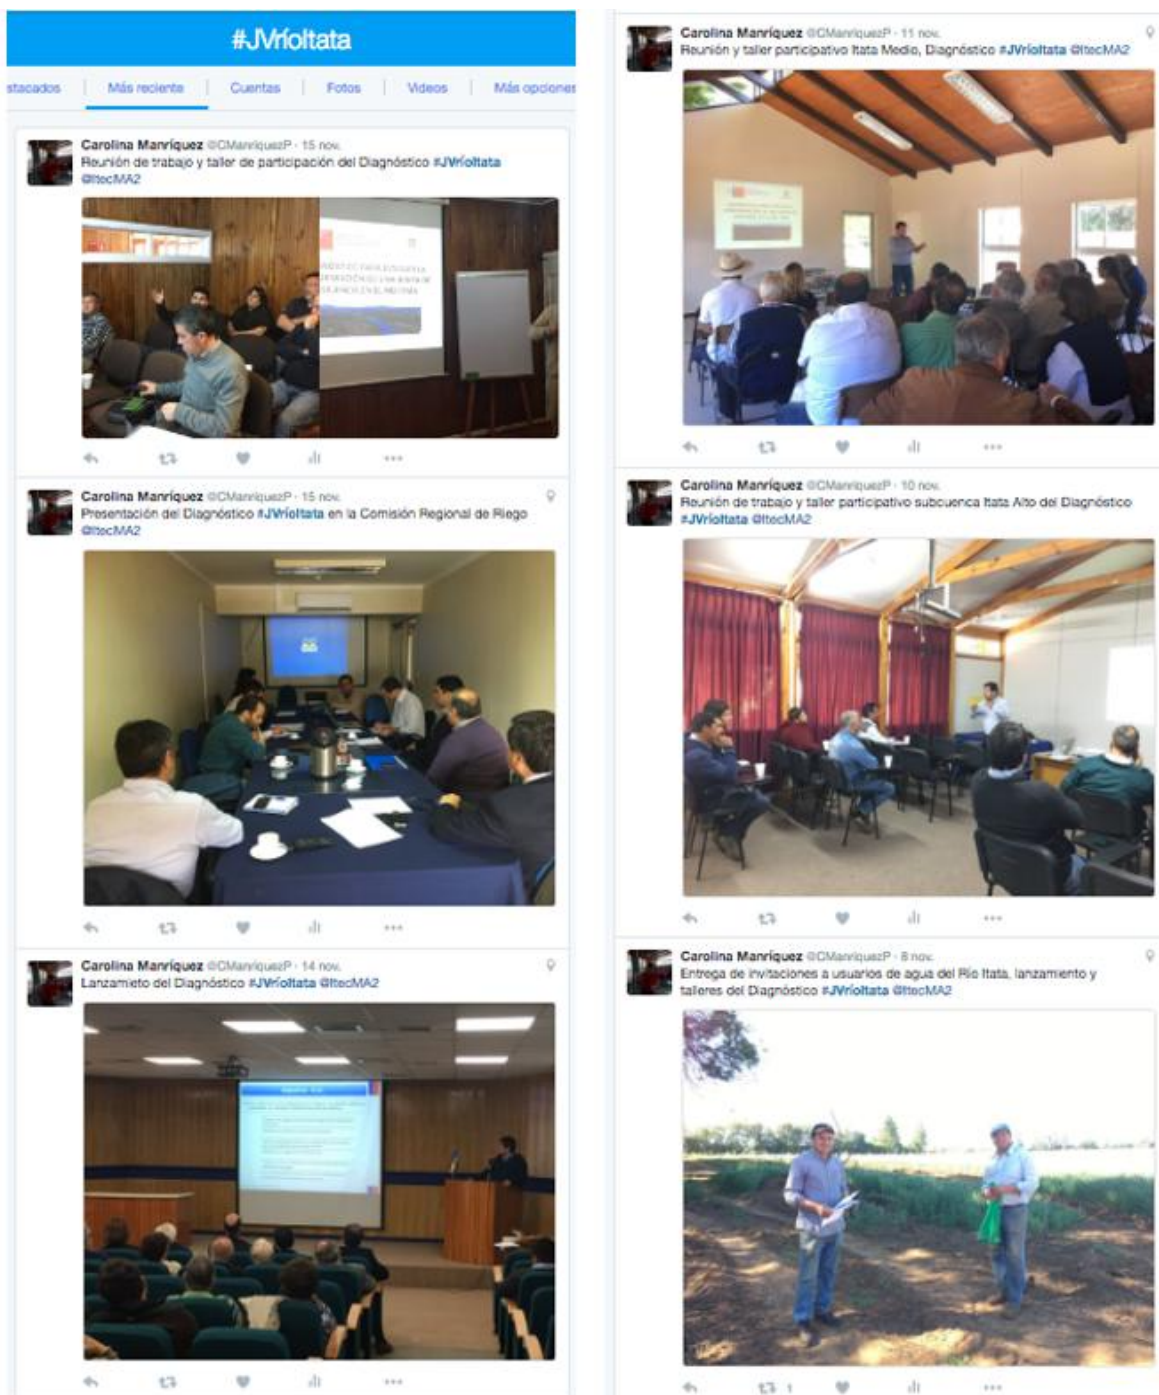 #JVríoItata
stacados
Más reciente
Cuentas
Fotos
Videos
Más opciones
Carolina Manríquez @CManriquezP · 15 nov.
Reunión de trabajo y taller de participación del Diagnóstico #JVríoItata
@ItecMA2
Carolina Manríquez @CManriquezP · 15 nov.
Presentación del Diagnóstico #JVríoItata en la Comisión Regional de Riego
@ItecMA2
Carolina Manríquez @CManriquezP · 14 nov.
Lanzamieto del Diagnóstico #JVríoItata @ItecMA2
Carolina Manríquez @CManriquezP · 11 nov.
Reunión y taller participativo Itata Medio, Diagnóstico #JVríoItata @ItecMA2
Carolina Manríquez @CManriquezP · 10 nov.
Reunión de trabajo y taller participativo subcuenca Itata Alto del Diagnóstico
#JVríoItata @ItecMA2
Carolina Manríquez @CManriquezP · 8 nov.
Entrega de invitaciones a usuarios de agua del Río Itata, lanzamiento y
talleres del Diagnóstico #JVríoItata @ItecMA2
1